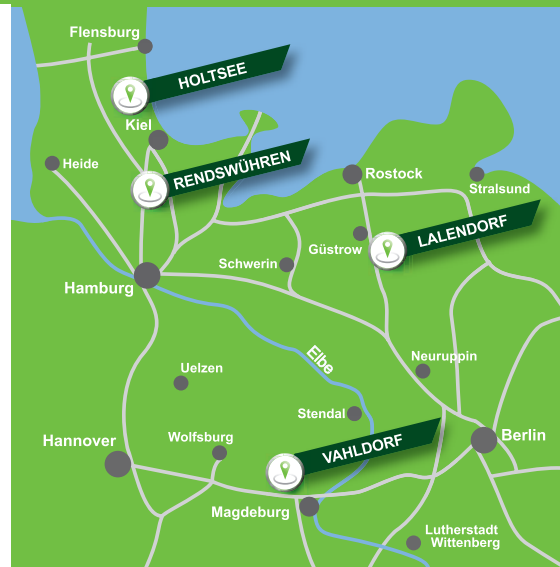 Flensburg
HOLTSEE
Kiel
Heide
RENDSWÜHREN
Rostock
Stralsund
LALENDORF
Güstrow
Schwerin
Hamburg
Elbe
Neuruppin
Uelzen
Stendal
Hannover
Wolfsburg
VAHLDORF
Berlin
Magdeburg
Lutherstadt
Wittenberg